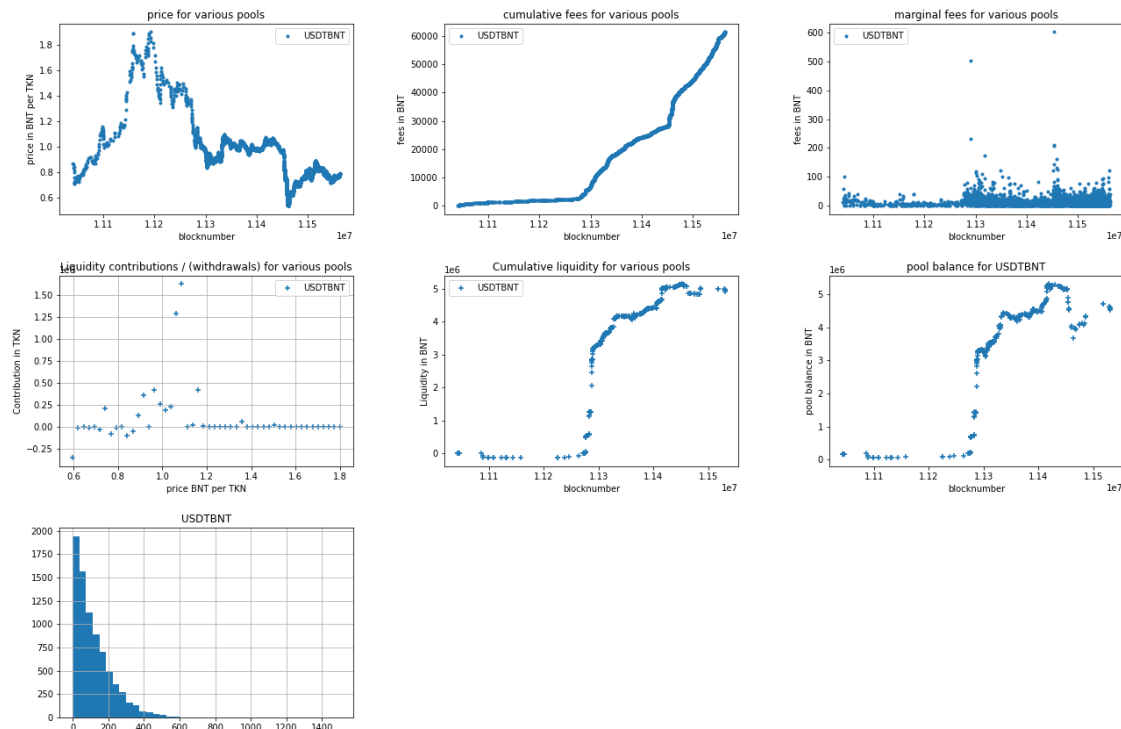 price for various pools
USDTBNT
1.8
1.6
1.4
1.2
1.0
0.8
0.6
price in BNT per TKN
1.11
1.12
1.13
1.14
1.15
blocknumber
1e7
cumulative fees for various pools
USDTBNT
60000
50000
40000
30000
20000
10000
0
fees in BNT
1.11
1.12
1.13
1.14
1.15
blocknumber
1e7
marginal fees for various pools
USDTBNT
600
500
400
300
200
100
0
fees in BNT
1.11
1.12
1.13
1.14
1.15
blocknumber
1e7
Liquidity contributions / (withdrawals) for various pools
1e6
USDTBNT
1.50
1.25
1.00
0.75
0.50
0.25
0.00
−0.25
Contribution in TKN
0.6
0.8
1.0
1.2
1.4
1.6
1.8
price BNT per TKN
Cumulative liquidity for various pools
1e6
USDTBNT
5
4
3
2
1
0
Liquidity in BNT
1.11
1.12
1.13
1.14
1.15
blocknumber
1e7
pool balance for USDTBNT
1e6
5
4
3
2
1
0
pool balance in BNT
1.11
1.12
1.13
1.14
1.15
blocknumber
1e7
USDTBNT
2000
1750
1500
1250
1000
750
500
250
0
0
200
400
600
800
1000
1200
1400